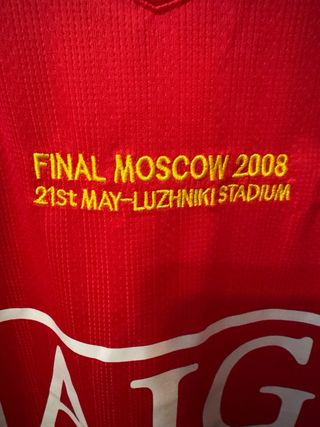 FINAL MOSCOW 2008
21st MAY-LUZHNIKI STADIUM
AIG